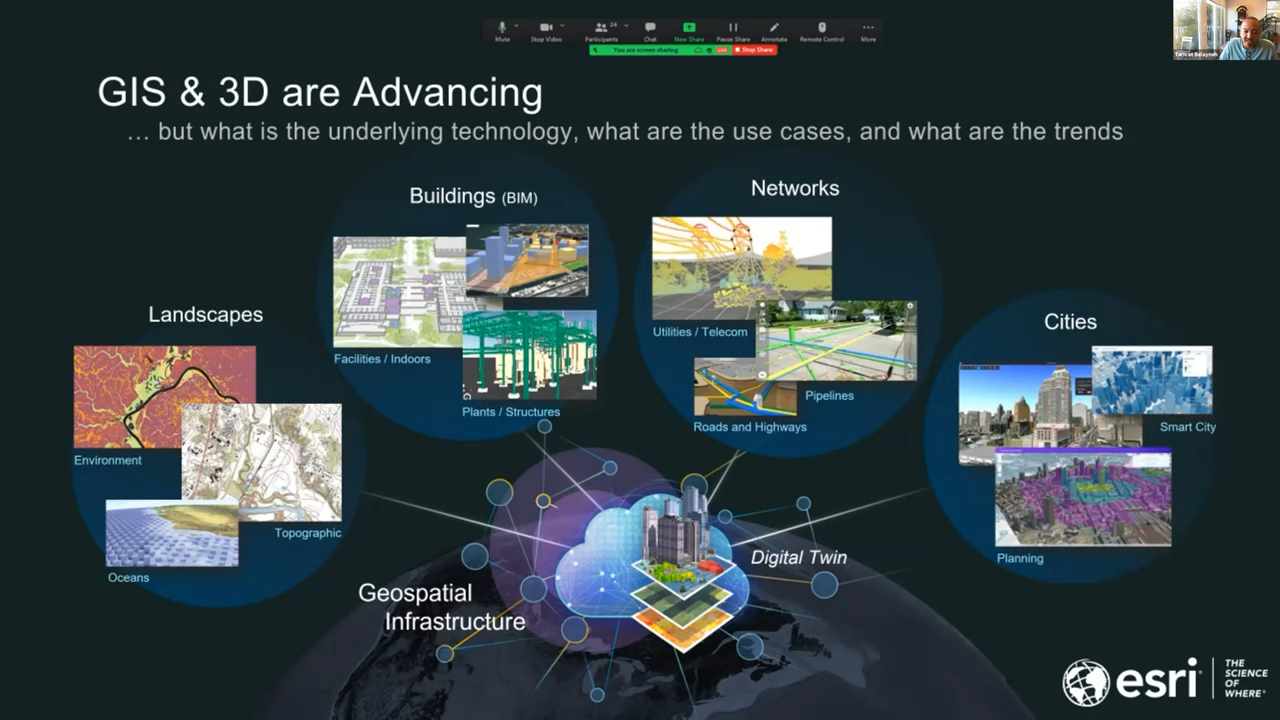 Mute
Stop Video
24
Participants
Chat
New Share
Pause Share
Annotate
Remote Control
More
You are screen sharing
Stop Share
Tamrat Belayneh
GIS & 3D are Advancing
… but what is the underlying technology, what are the use cases, and what are the trends
Buildings (BIM)
Networks
Landscapes
Cities
Facilities / Indoors
Utilities / Telecom
Plants / Structures
Pipelines
Roads and Highways
Smart City
Environment
Topographic
Oceans
Planning
Digital Twin
Geospatial
Infrastructure
esri
THE
SCIENCE
OF
WHERE®